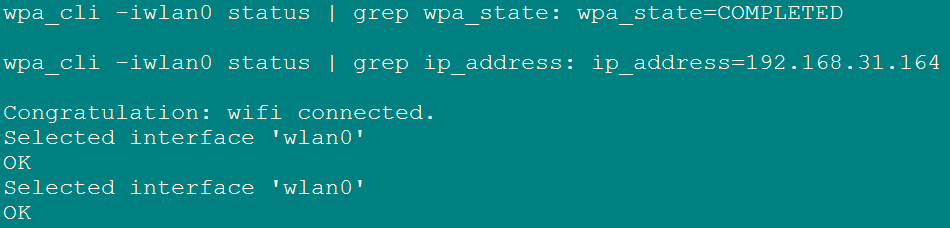 wpa_cli -iwlan0 status | grep wpa_state: wpa_state=COMPLETED
wpa_cli -iwlan0 status | grep ip_address: ip_address=192.168.31.164
Congratulation: wifi connected.
Selected interface 'wlan0'
OK
Selected interface 'wlan0'
OK